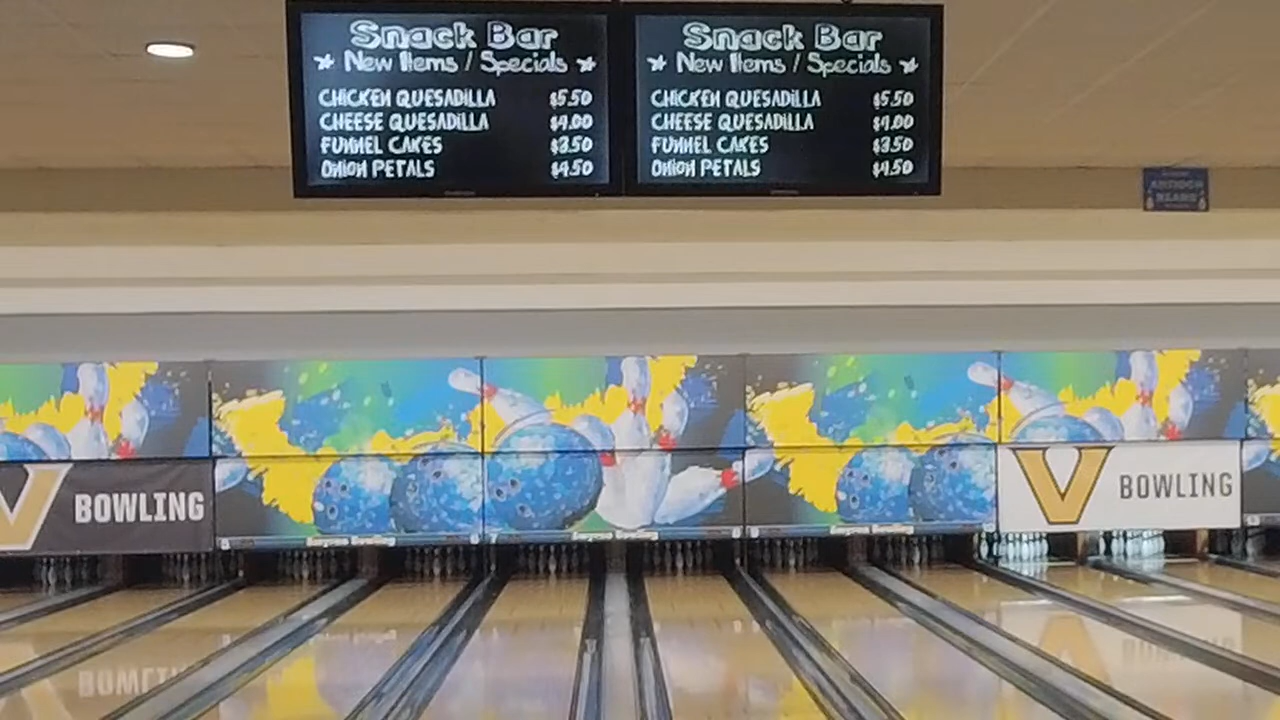 Snack Bar
New Items / Specials
CHICKEN QUESADILLA $5.50
CHEESE QUESADILLA $4.00
FUNNEL CAKES $3.50
ONION PETALS $4.50
Snack Bar
New Items / Specials
CHICKEN QUESADILLA $5.50
CHEESE QUESADILLA $4.00
FUNNEL CAKES $3.50
ONION PETALS $4.50
ANTIOCH
BEARS
V BOWLING
V BOWLING